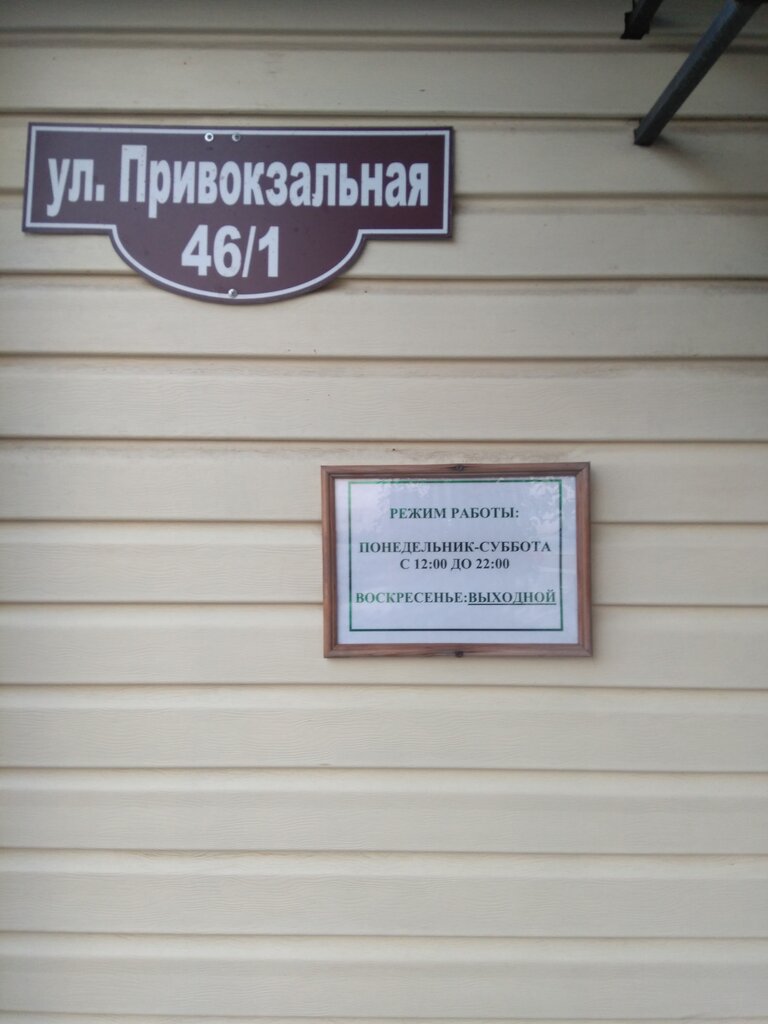 ул. Привокзальная
46/1
РЕЖИМ РАБОТЫ:
ПОНЕДЕЛЬНИК-СУББОТА
С 12:00 ДО 22:00
ВОСКРЕСЕНЬЕ:ВЫХОДНОЙ